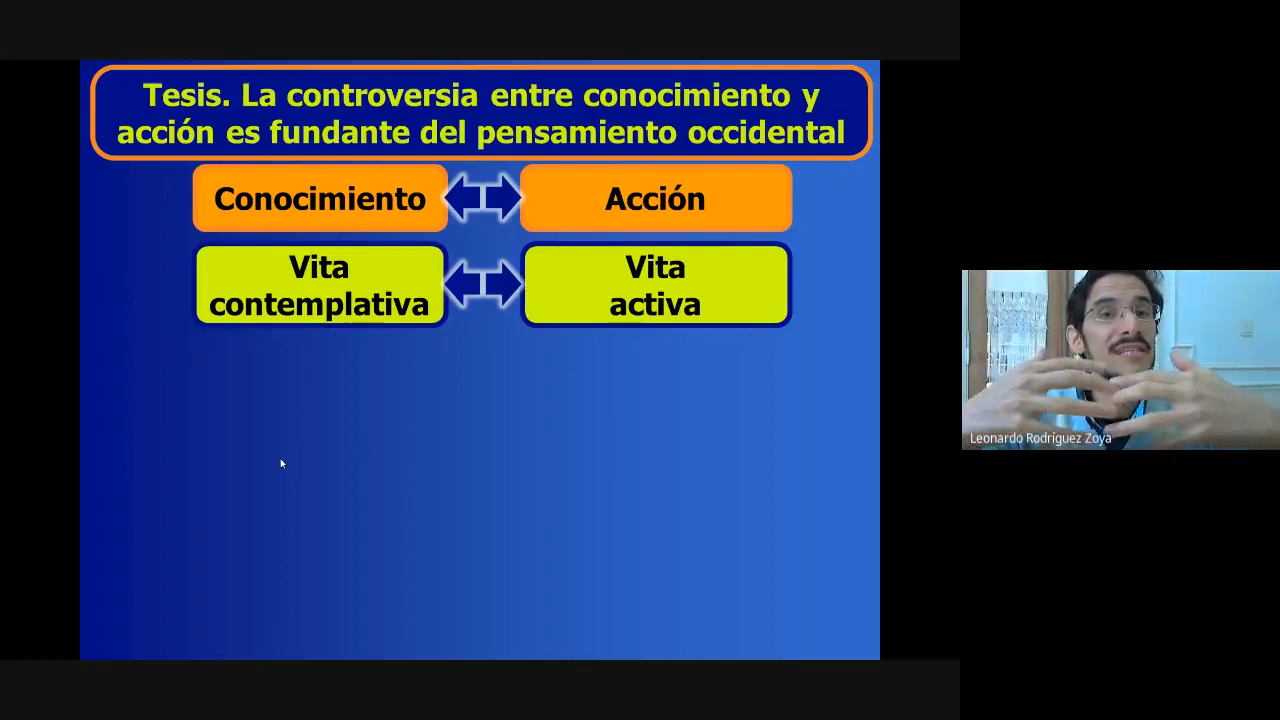 Tesis. La controversia entre conocimiento y
acción es fundante del pensamiento occidental
Conocimiento
Acción
Vita
contemplativa
Vita
activa
Leonardo Rodríguez Zoya